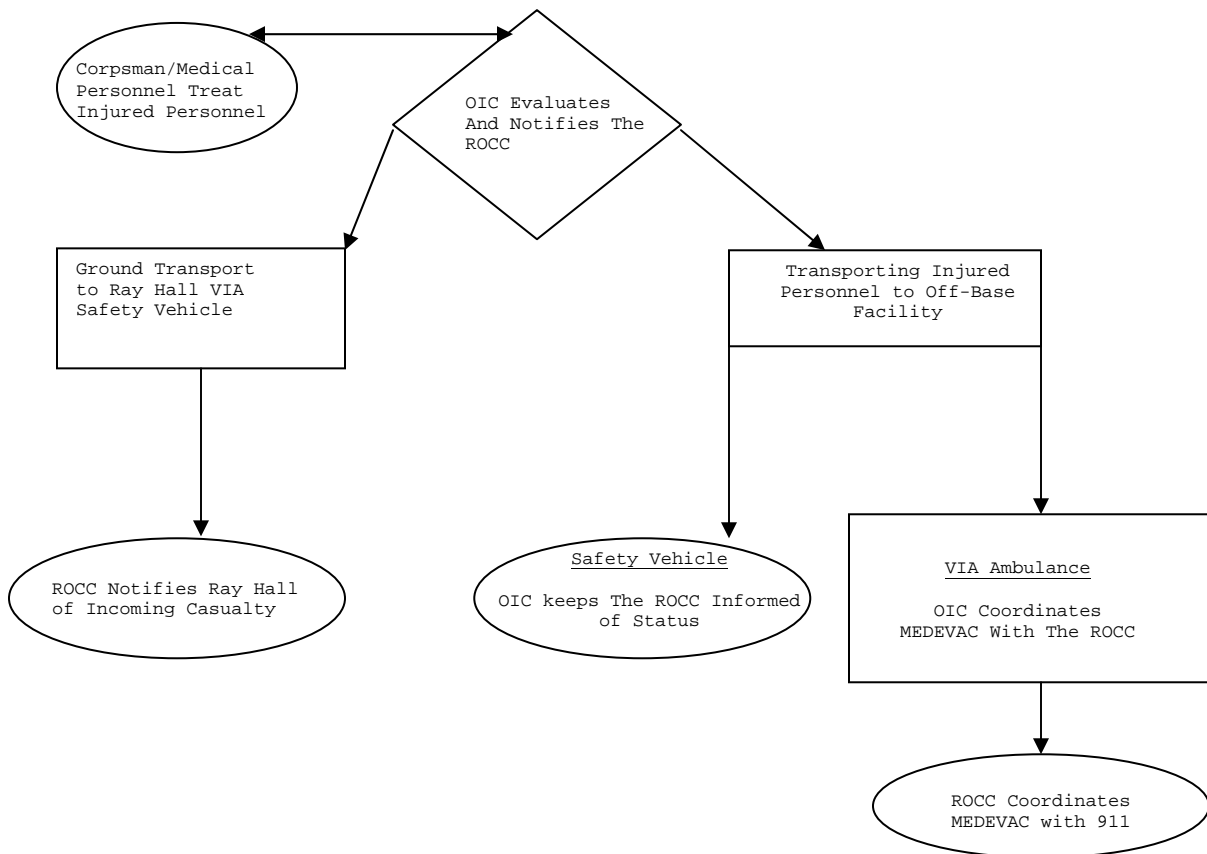 Corpsman/Medical
Personnel Treat
Injured Personnel
OIC Evaluates
And Notifies The
ROCC
Ground Transport
to Ray Hall VIA
Safety Vehicle
Transporting Injured
Personnel to Off-Base
Facility
ROCC Notifies Ray Hall
of Incoming Casualty
Safety Vehicle
OIC keeps The ROCC Informed
of Status
VIA Ambulance
OIC Coordinates
MEDEVAC With The ROCC
ROCC Coordinates
MEDEVAC with 911